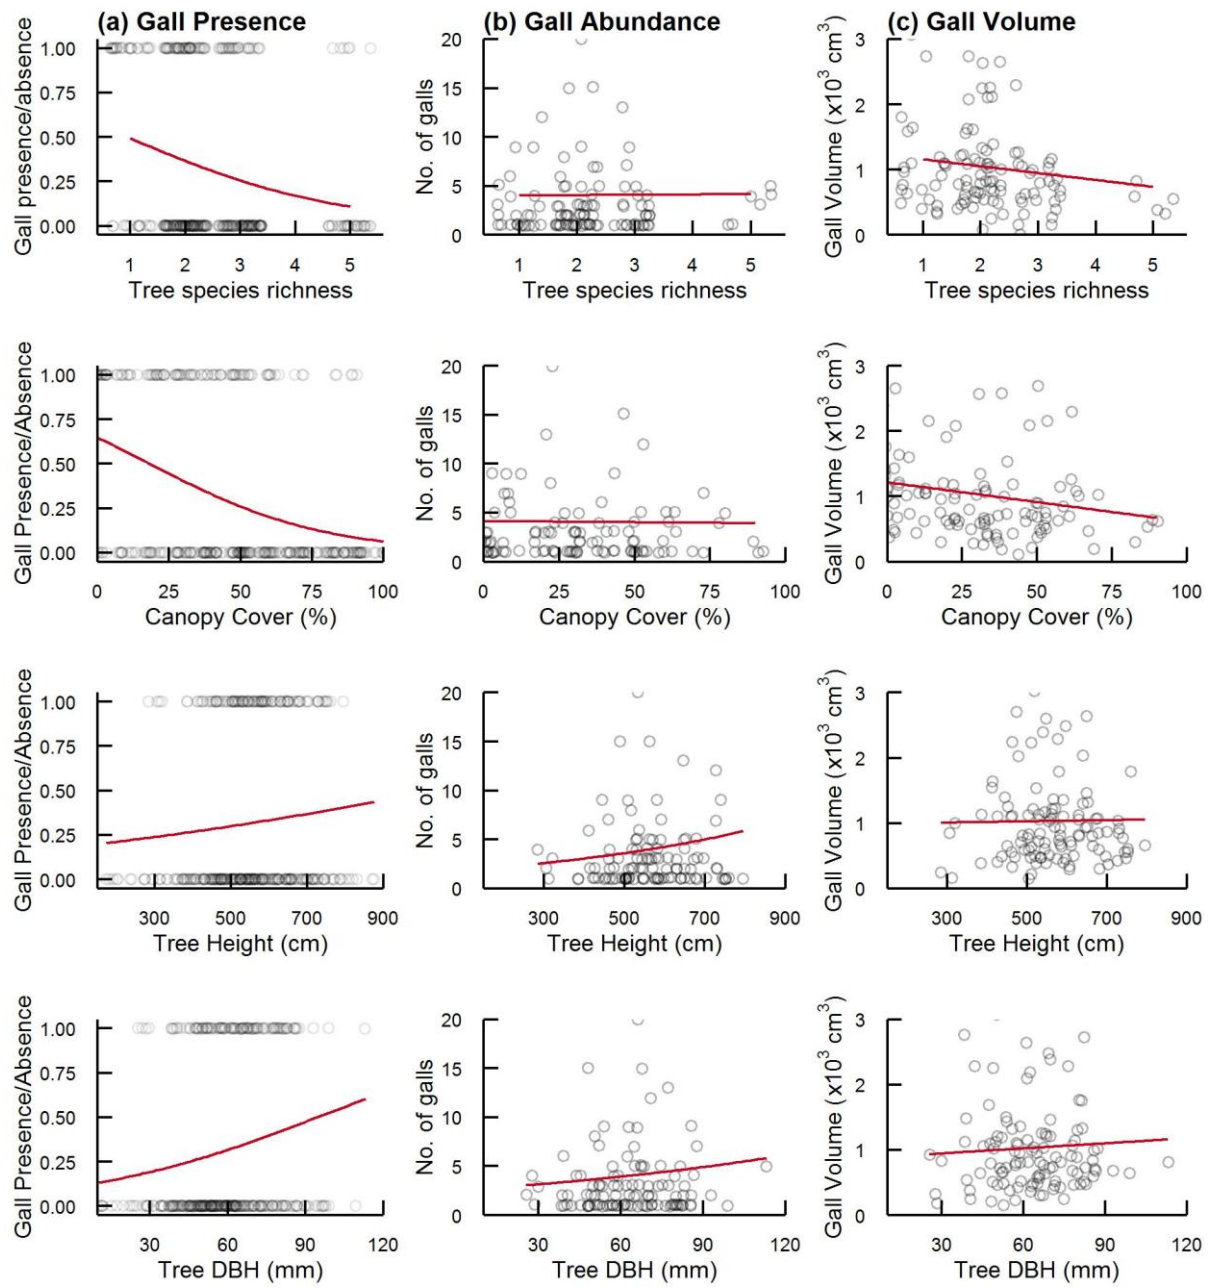 (a) Gall Presence (b) Gall Abundance (c) Gall Volume
Gall presence/absence
1.00
0.75
0.50
0.25
0.00
1 2 3 4 5
Tree species richness
No. of galls
20
15
10
5
0
1 2 3 4 5
Tree species richness
Gall Volume (x10³ cm³)
3
2
1
0
1 2 3 4 5
Tree species richness
Gall Presence/Absence
1.00
0.75
0.50
0.25
0.00
0 25 50 75 100
Canopy Cover (%)
No. of galls
20
15
10
5
0
0 25 50 75 100
Canopy Cover (%)
Gall Volume (x10³ cm³)
3
2
1
0
0 25 50 75 100
Canopy Cover (%)
Gall Presence/Absence
1.00
0.75
0.50
0.25
0.00
300 500 700 900
Tree Height (cm)
No. of galls
20
15
10
5
0
300 500 700 900
Tree Height (cm)
Gall Volume (x10³ cm³)
3
2
1
0
300 500 700 900
Tree Height (cm)
Gall Presence/Absence
1.00
0.75
0.50
0.25
0.00
30 60 90 120
Tree DBH (mm)
No. of galls
20
15
10
5
0
30 60 90 120
Tree DBH (mm)
Gall Volume (x10³ cm³)
3
2
1
0
30 60 90 120
Tree DBH (mm)